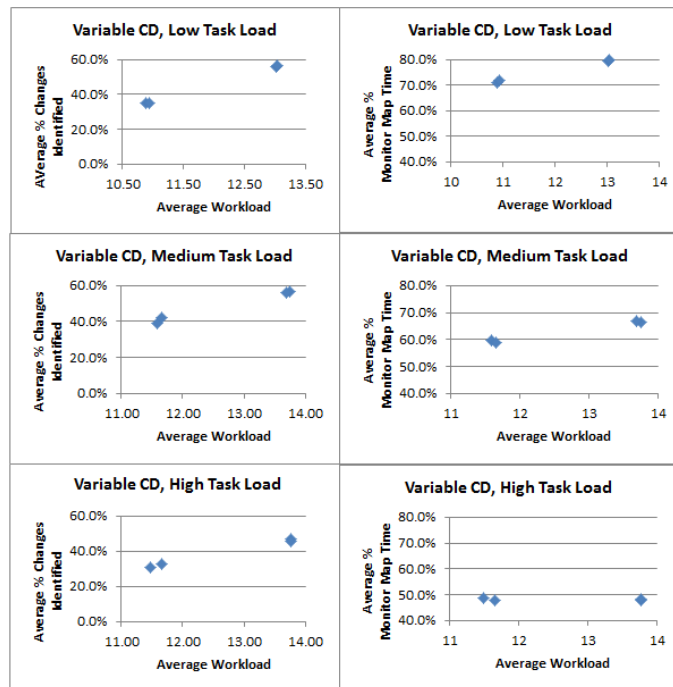 Variable CD, Low Task Load
AVerage % Changes
Identified
60.0%
40.0%
20.0%
0.0%
10.50 11.50 12.50 13.50
Average Workload
Variable CD, Low Task Load
Average %
Monitor Map Time
80.0%
70.0%
60.0%
50.0%
40.0%
10 11 12 13 14
Average Workload
Variable CD, Medium Task Load
Average % Changes
Identified
60.0%
40.0%
20.0%
0.0%
11.00 12.00 13.00 14.00
Average Workload
Variable CD, Medium Task Load
Average %
Monitor Map Time
80.0%
70.0%
60.0%
50.0%
40.0%
11 12 13 14
Average Workload
Variable CD, High Task Load
Average % Changes
Identified
60.0%
40.0%
20.0%
0.0%
11.00 12.00 13.00 14.00
Average Workload
Variable CD, High Task Load
Average %
Monitor Map Time
80.0%
70.0%
60.0%
50.0%
40.0%
11 12 13 14
Average Workload